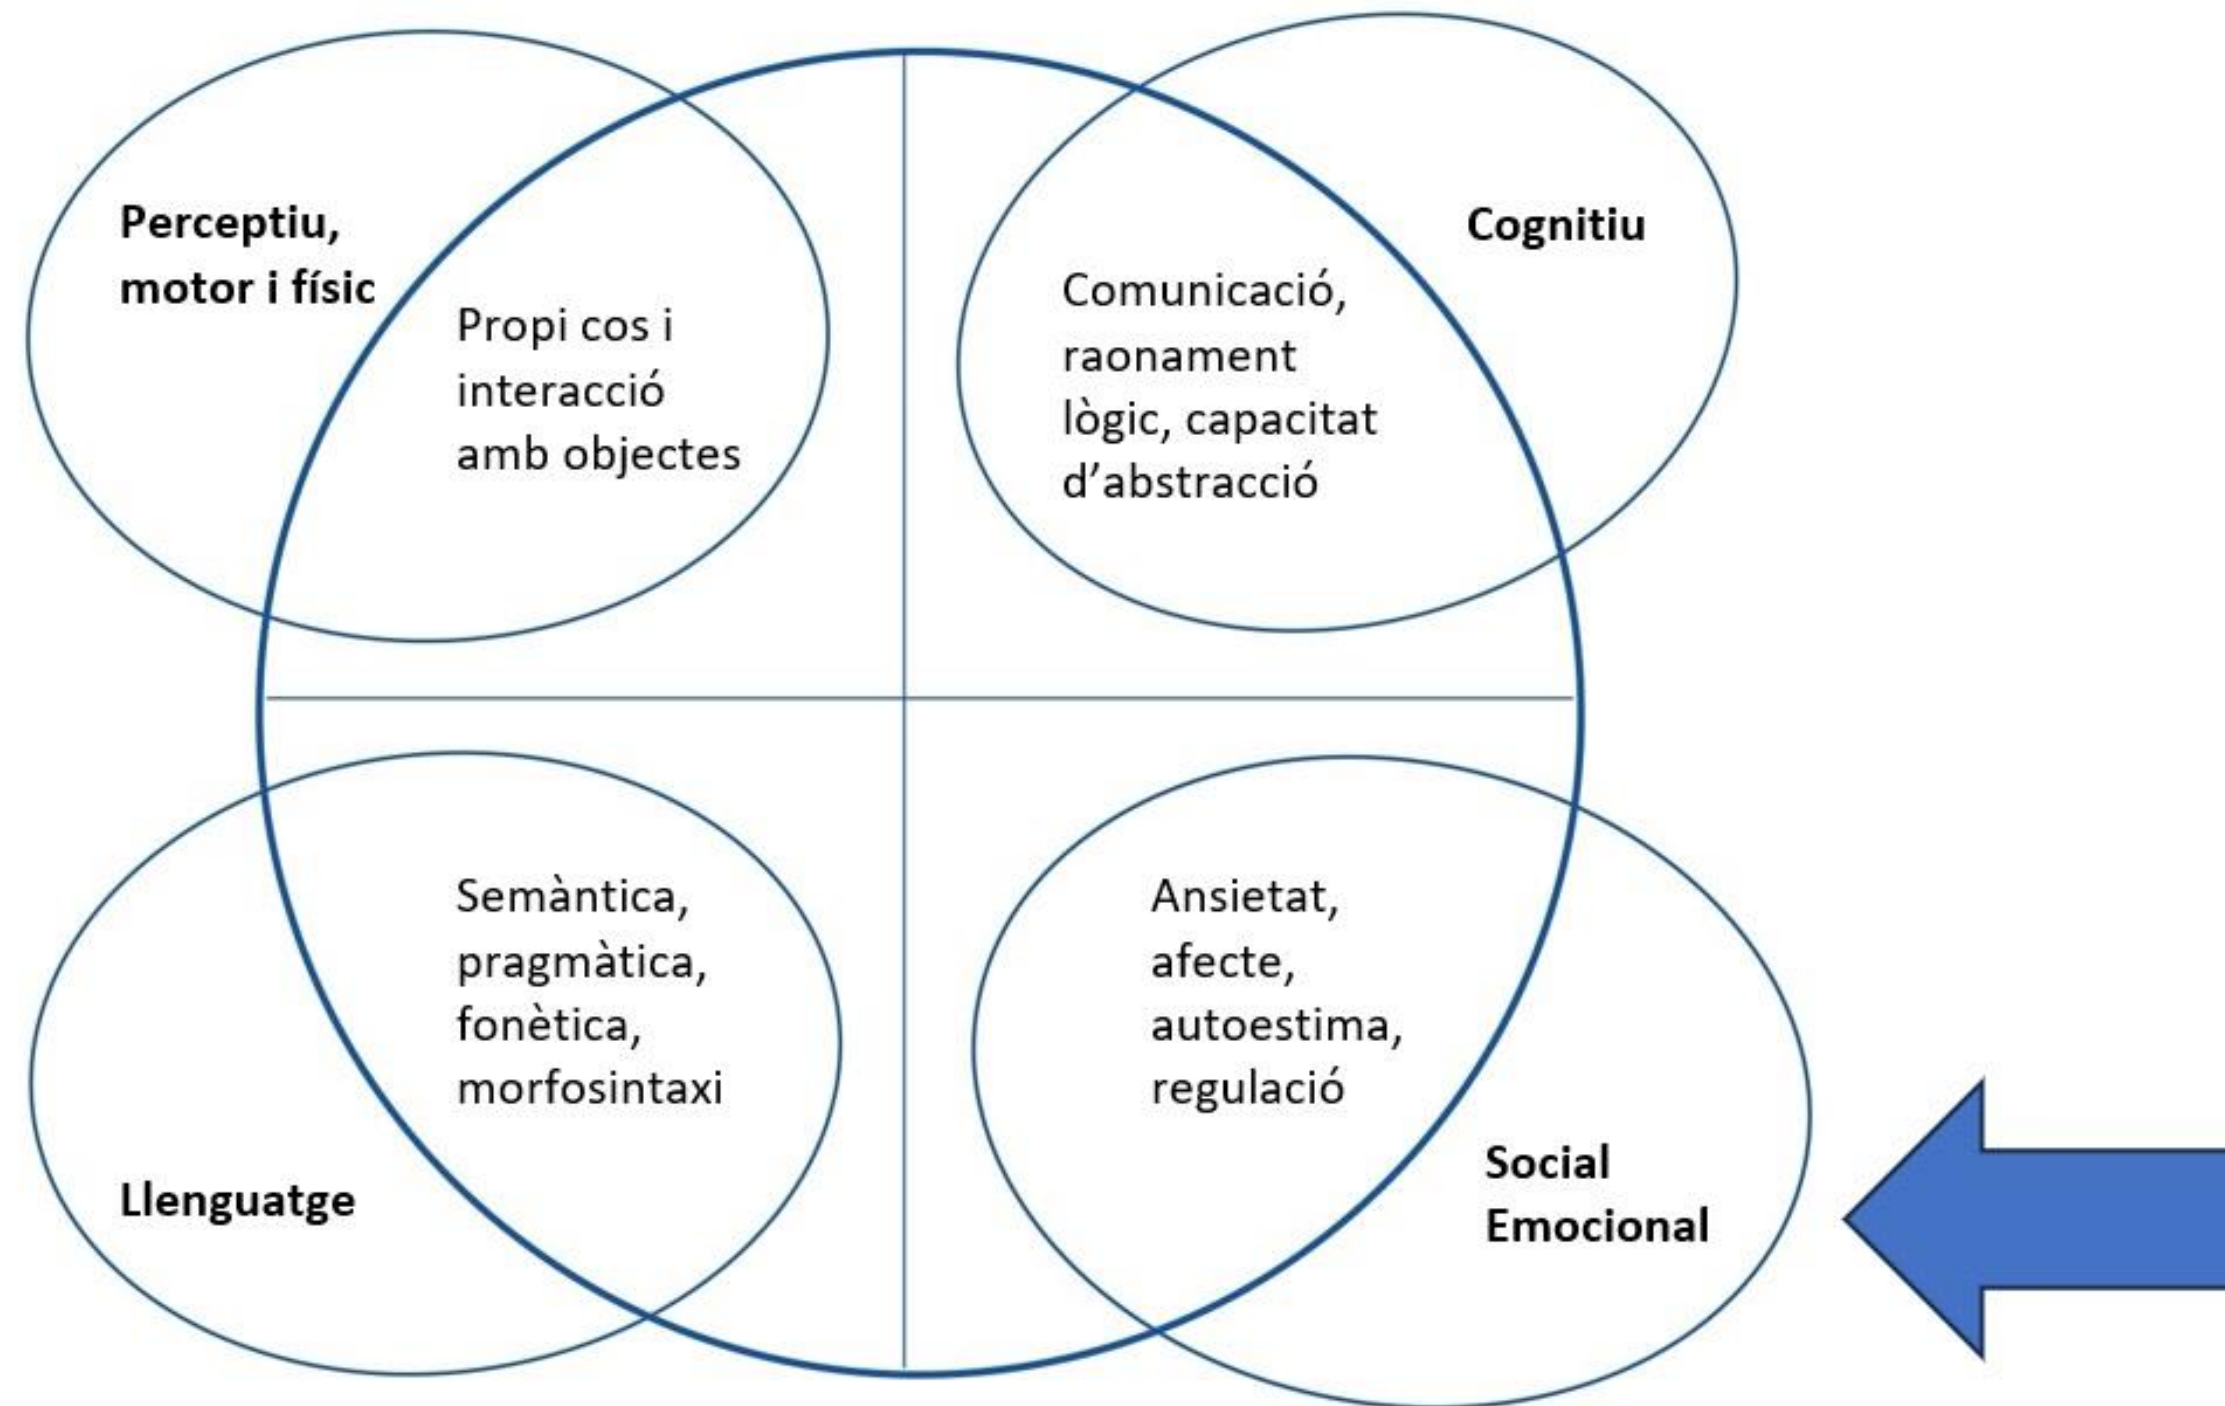 Perceptiu,
motor i físic
Propi cos i
interacció
amb objectes
Cognitiu
Comunicació,
raonament
lògic, capacitat
d’abstracció
Semàntica,
pragmàtica,
fonètica,
morfosintaxi
Llenguatge
Ansietat,
afecte,
autoestima,
regulació
Social
Emocional